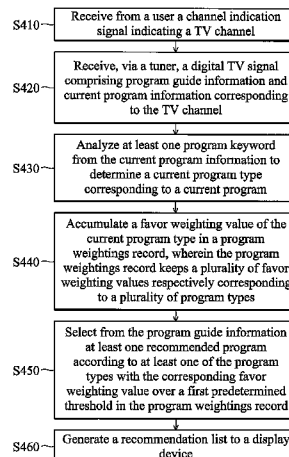 S410
Receive from a user a channel indication
signal indicating a TV channel
S420
Receive, via a tuner, a digital TV signal
comprising program guide information and
current program information corresponding
to the TV channel
S430
Analyze at least one program keyword
from the current program information to
determine a current program type
corresponding to a current program
S440
Accumulate a favor weighting value of the
current program type in a program
weightings record, wherein the program
weightings record keeps a plurality of favor
weighting values respectively corresponding
to a plurality of program types
S450
Select from the program guide information
at least one recommended program
according to at least one of the program
types with the corresponding favor
weighting value over a first predetermined
threshold in the program weightings record
S460
Generate a recommendation list to a display
device